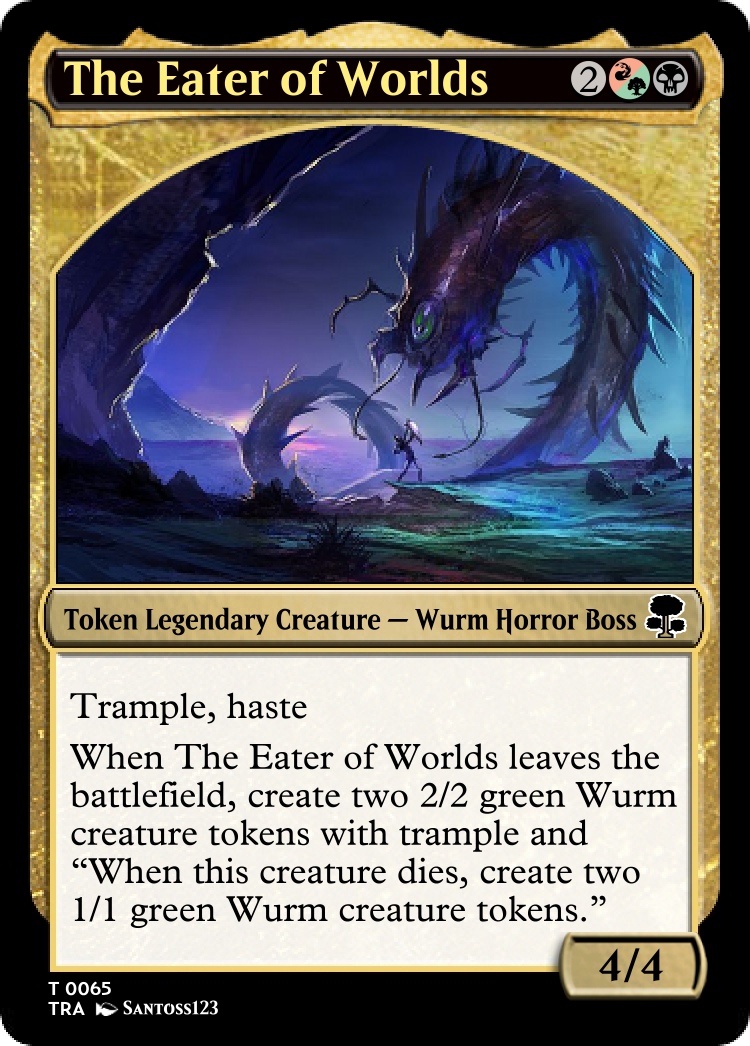 The Eater of Worlds 2
Token Legendary Creature — Wurm Horror Boss
Trample, haste
When The Eater of Worlds leaves the
battlefield, create two 2/2 green Wurm
creature tokens with trample and
“When this creature dies, create two
1/1 green Wurm creature tokens.”
4/4
T 0065
TRA Santoss123